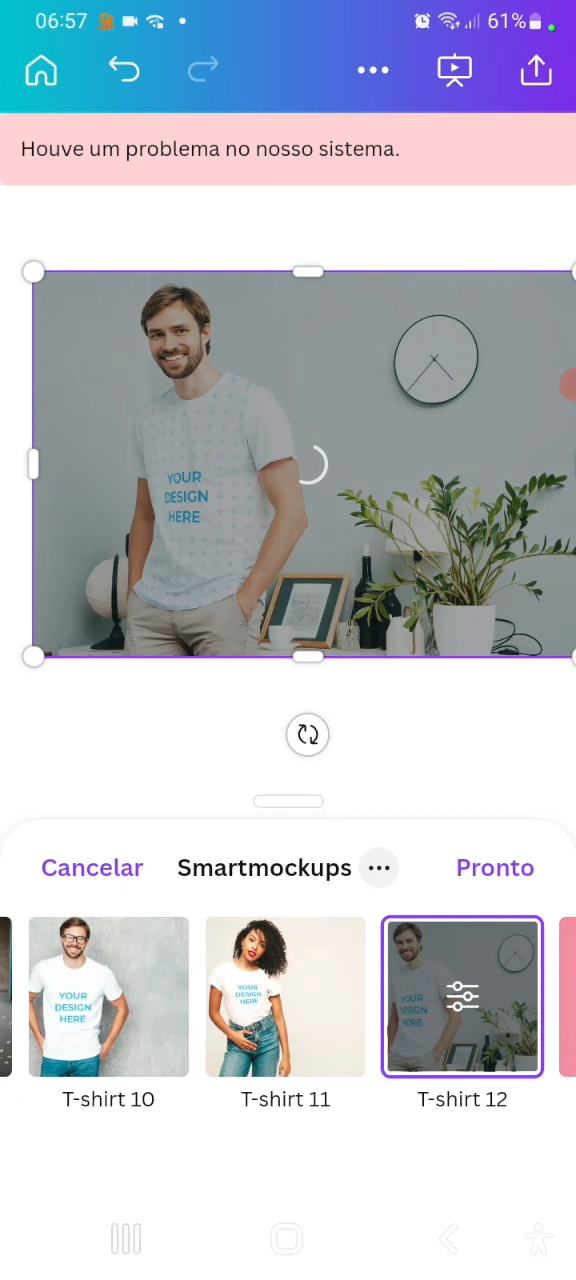 06:57
61%
Houve um problema no nosso sistema.
YOUR
DESIGN
HERE
Cancelar
Smartmockups
Pronto
YOUR
DESIGN
HERE
YOUR
DESIGN
HERE
YOUR
DESIGN
HERE
T-shirt 10
T-shirt 11
T-shirt 12